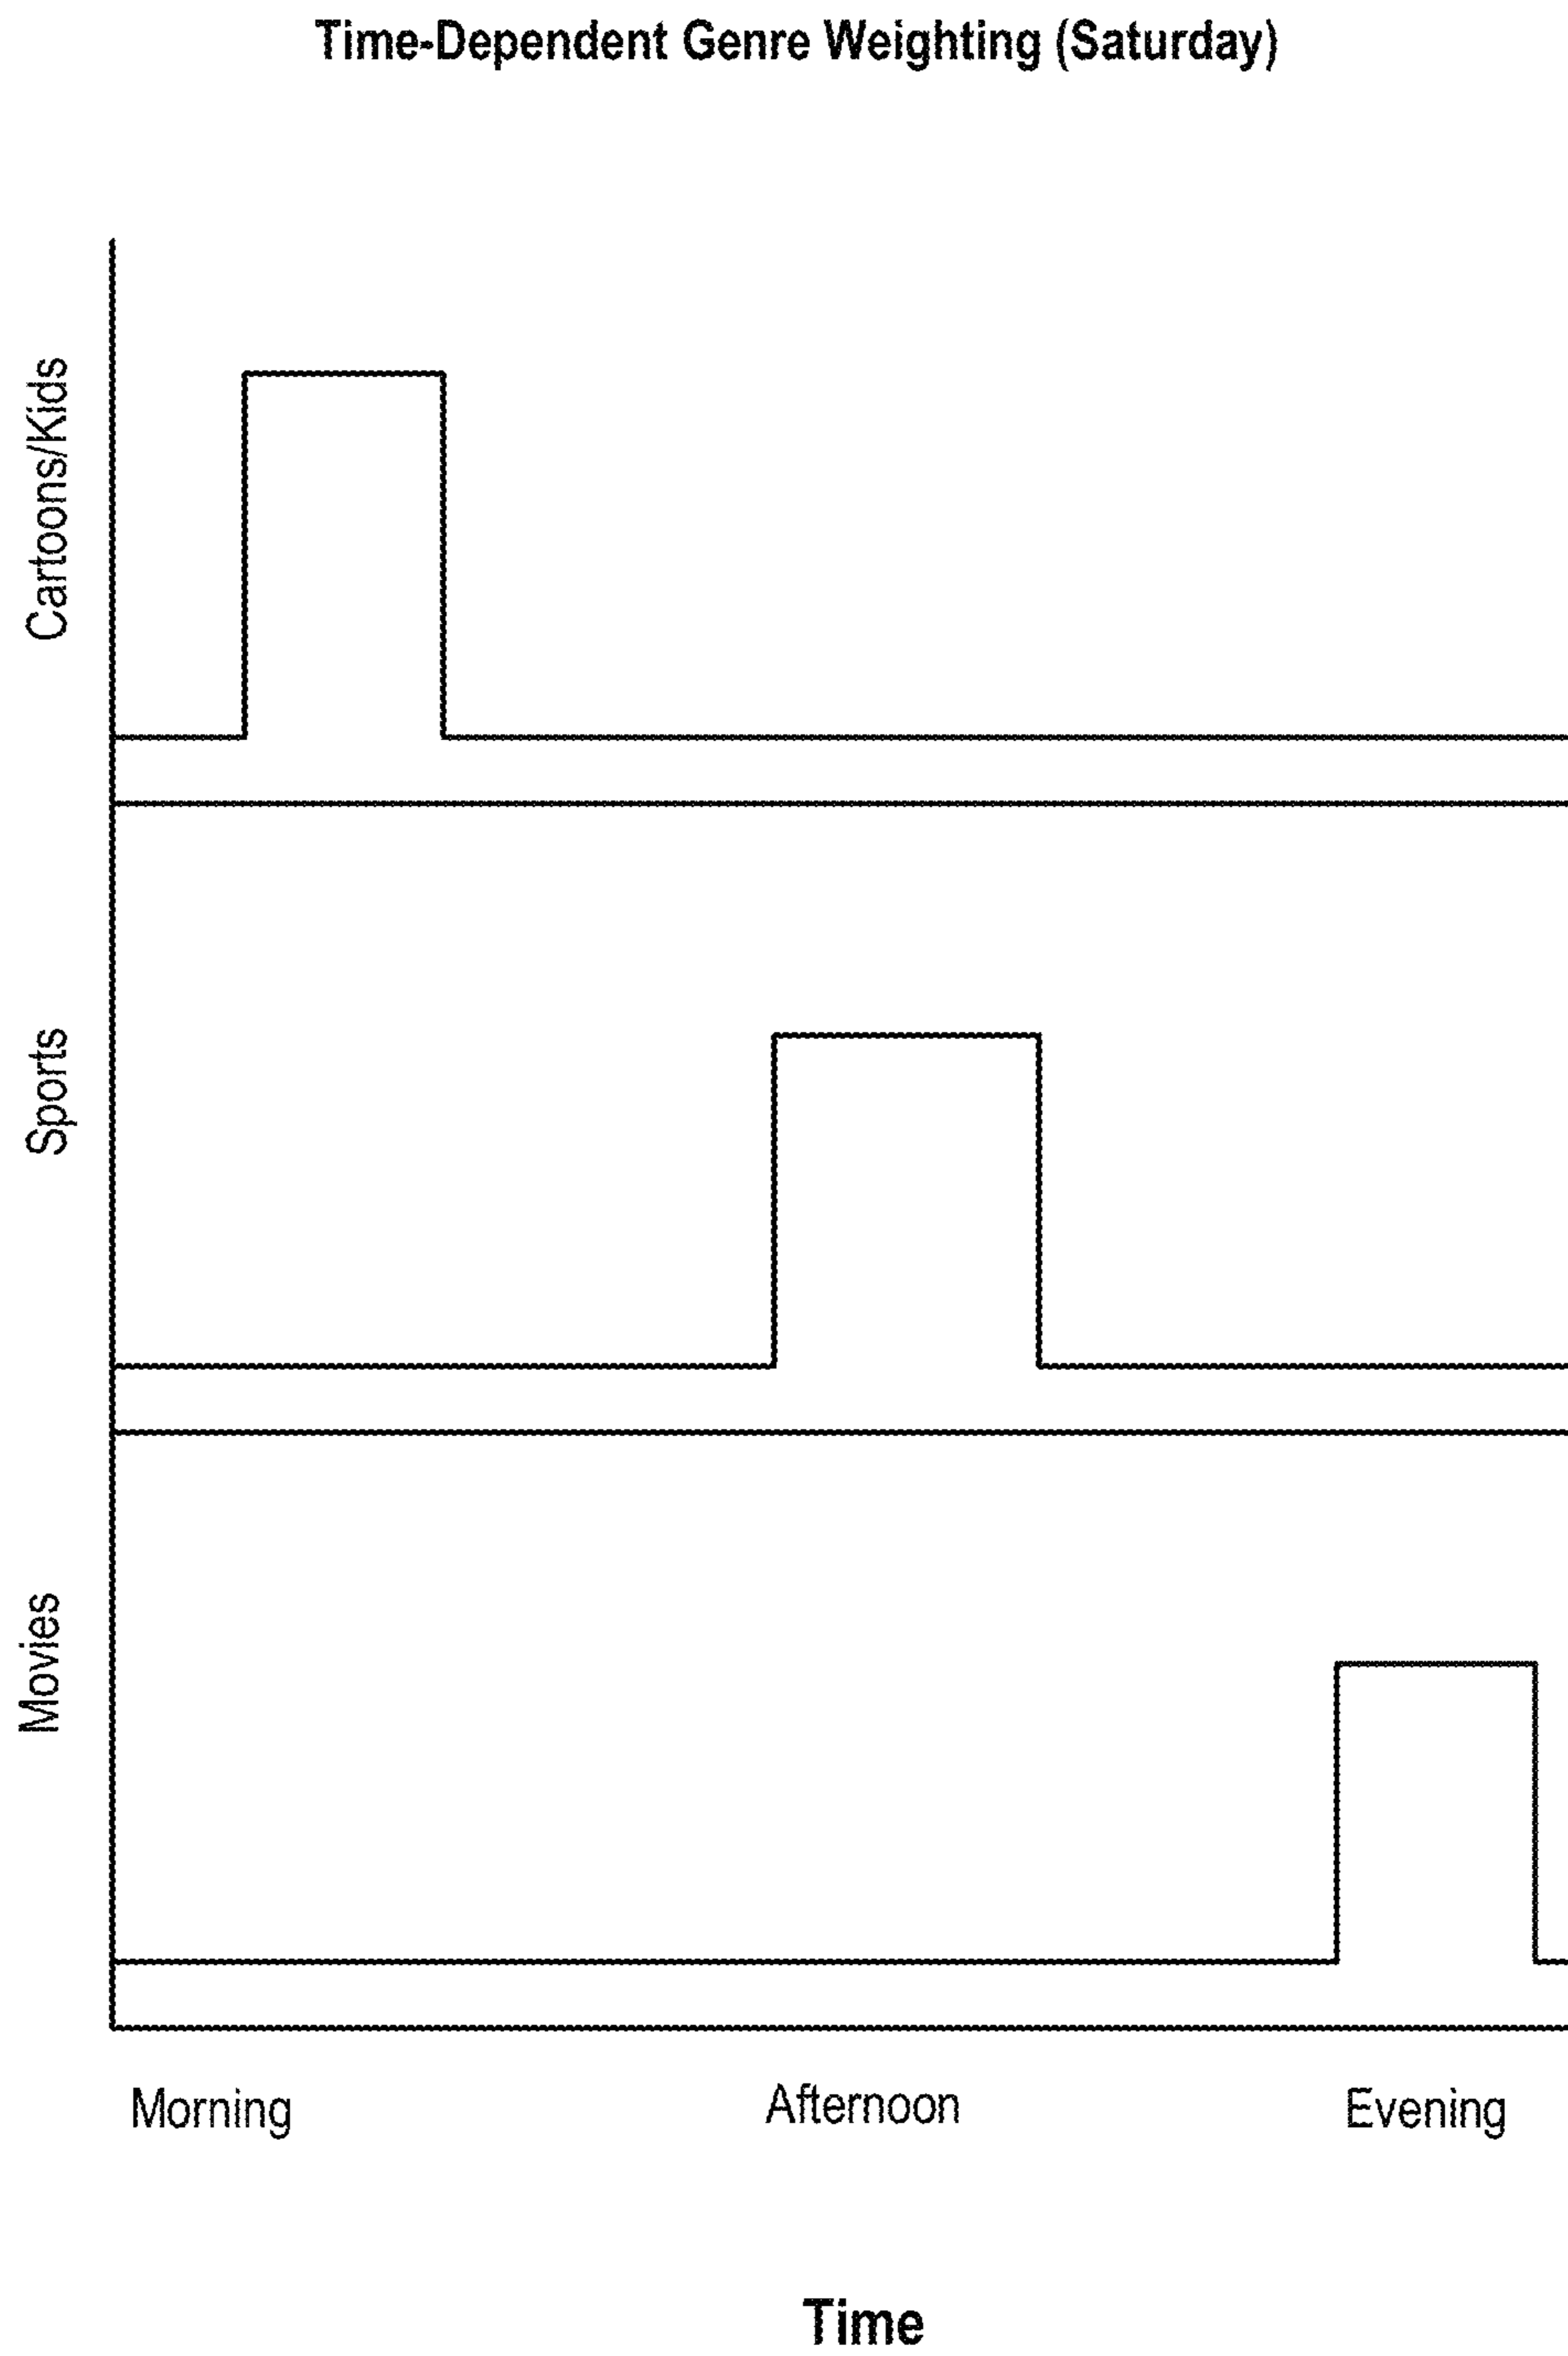 Time-Dependent Genre Weighting (Saturday)
Cartoons/Kids
Sports
Movies
Morning
Afternoon
Evening
Time